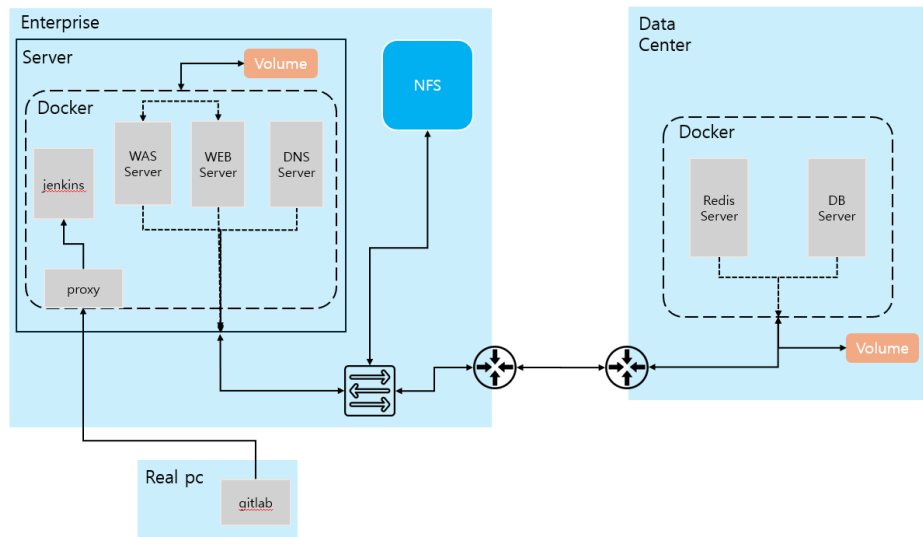 Enterprise
Server
Volume
Docker
jenkins
WAS
Server
WEB
Server
DNS
Server
proxy
NFS
Data
Center
Docker
Redis
Server
DB
Server
Volume
Real pc
gitlab